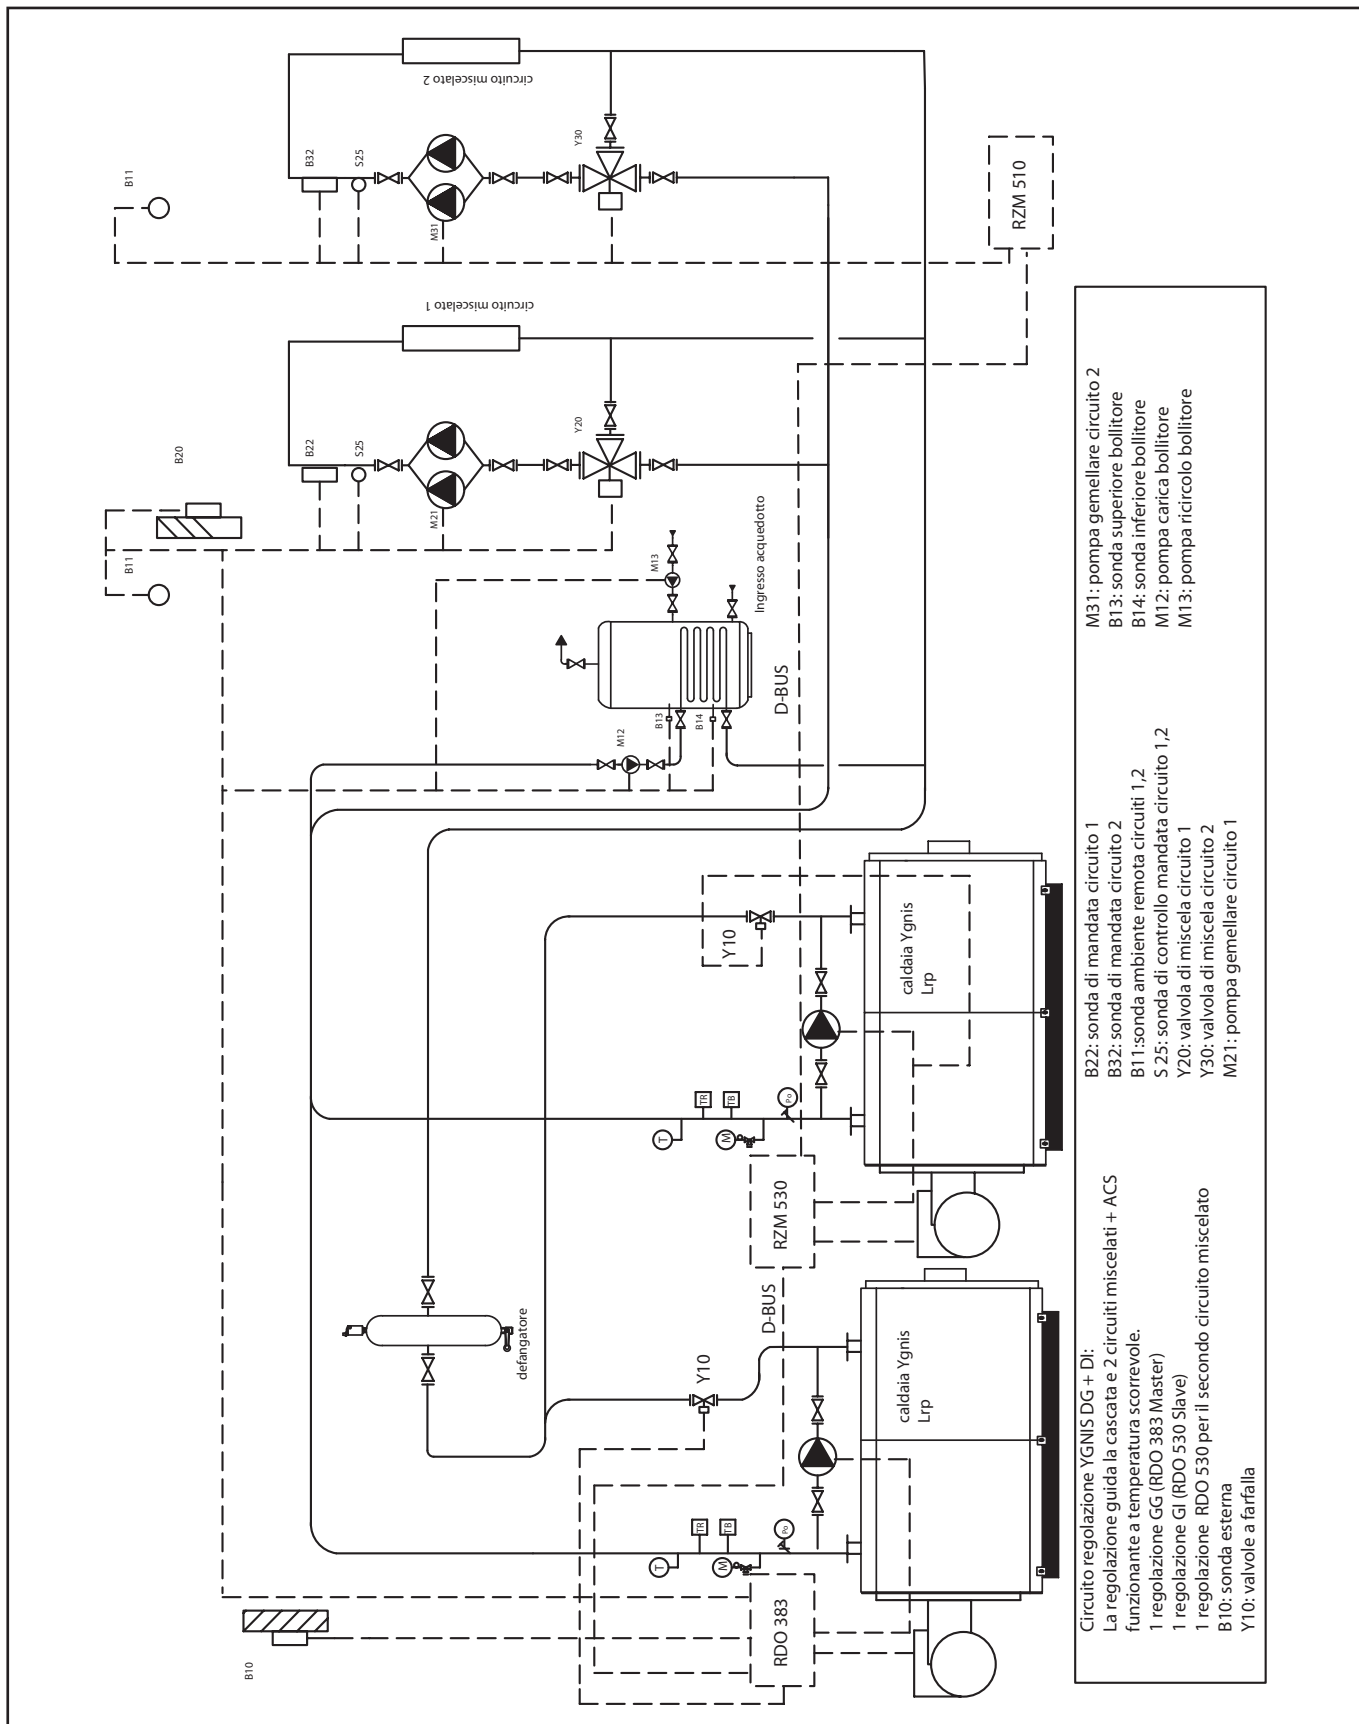 circuito miscelato 2
B11
B32
S25
M31
Y30
RZM 510
circuito miscelato 1
B20
B11
B22
S25
M21
Y20
M13
Ingresso acquedotto
D-BUS
B13
B14
M12
Y10
caldaia Ygnis
Lrp
TR
TB
T
M
Po
RZM 530
D-BUS
defangatore
Y10
caldaia Ygnis
Lrp
TR
TB
T
M
Po
RDO 383
B10
Circuito regolazione YGNIS DG + DI:
La regolazione guida la cascata e 2 circuiti miscelati + ACS
funzionante a temperatura scorrevole.
1 regolazione GG (RDO 383 Master)
1 regolazione GI (RDO 530 Slave)
1 regolazione RDO 530 per il secondo circuito miscelato
B10: sonda esterna
Y10: valvole a farfalla
B22: sonda di mandata circuito 1
B32: sonda di mandata circuito 2
B11:sonda ambiente remota circuiti 1,2
S 25: sonda di controllo mandata circuito 1,2
Y20: valvola di miscela circuito 1
Y30: valvola di miscela circuito 2
M21: pompa gemellare circuito 1
M31: pompa gemellare circuito 2
B13: sonda superiore bollitore
B14: sonda inferiore bollitore
M12: pompa carica bollitore
M13: pompa ricircolo bollitore